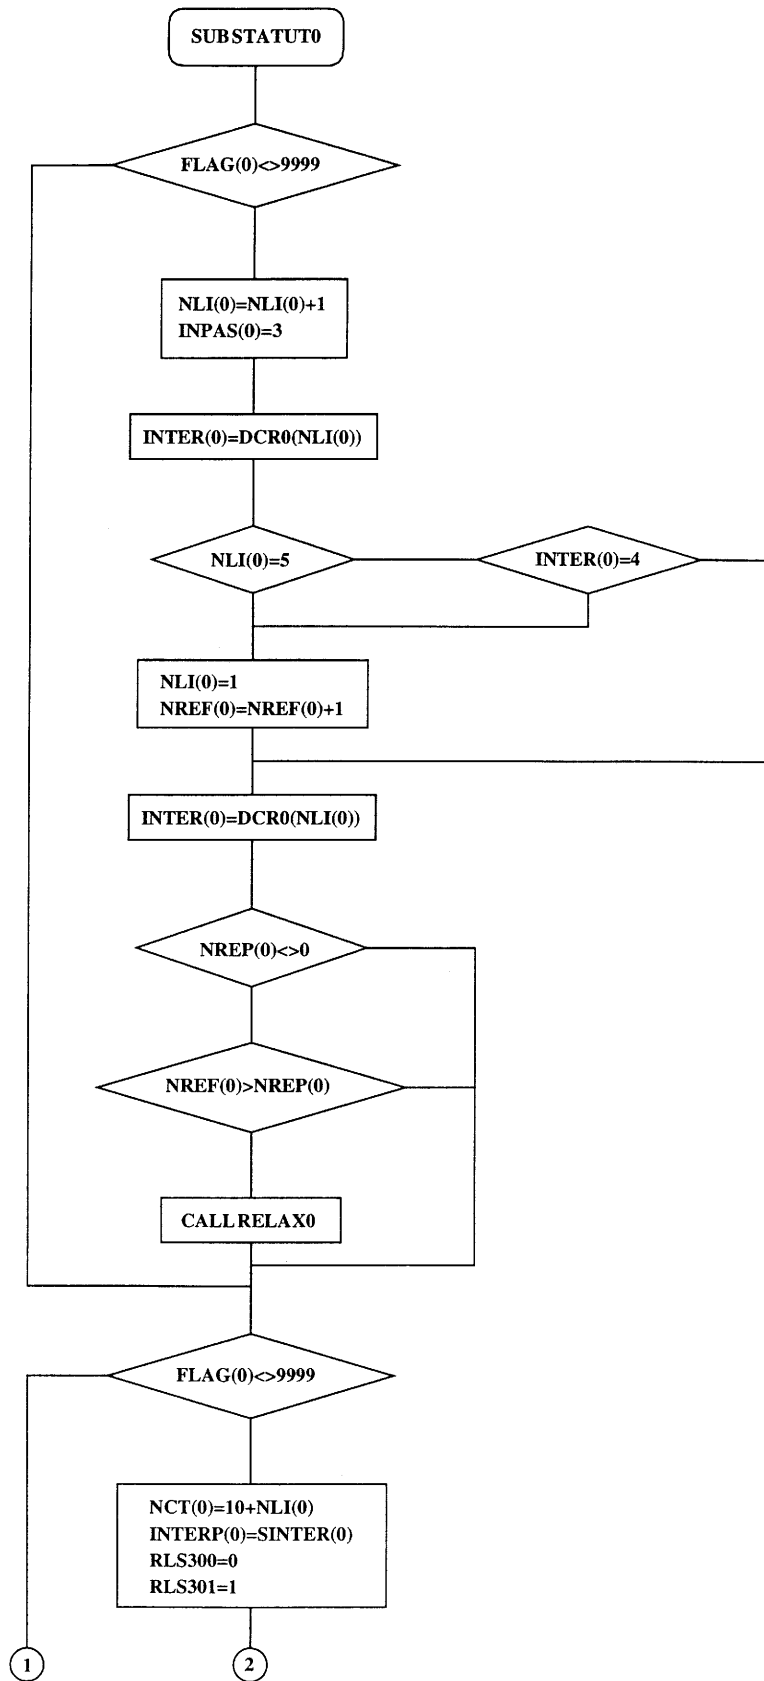 SUBSTATUT0
FLAG(0)<>9999
NLI(0)=NLI(0)+1
INPAS(0)=3
INTER(0)=DCR0(NLI(0))
NLI(0)=5
INTER(0)=4
NLI(0)=1
NREF(0)=NREF(0)+1
INTER(0)=DCR0(NLI(0))
NREP(0)<>0
NREF(0)>NREP(0)
CALL RELAX0
FLAG(0)<>9999
NCT(0)=10+NLI(0)
INTERP(0)=SINTER(0)
RLS300=0
RLS301=1
1
2